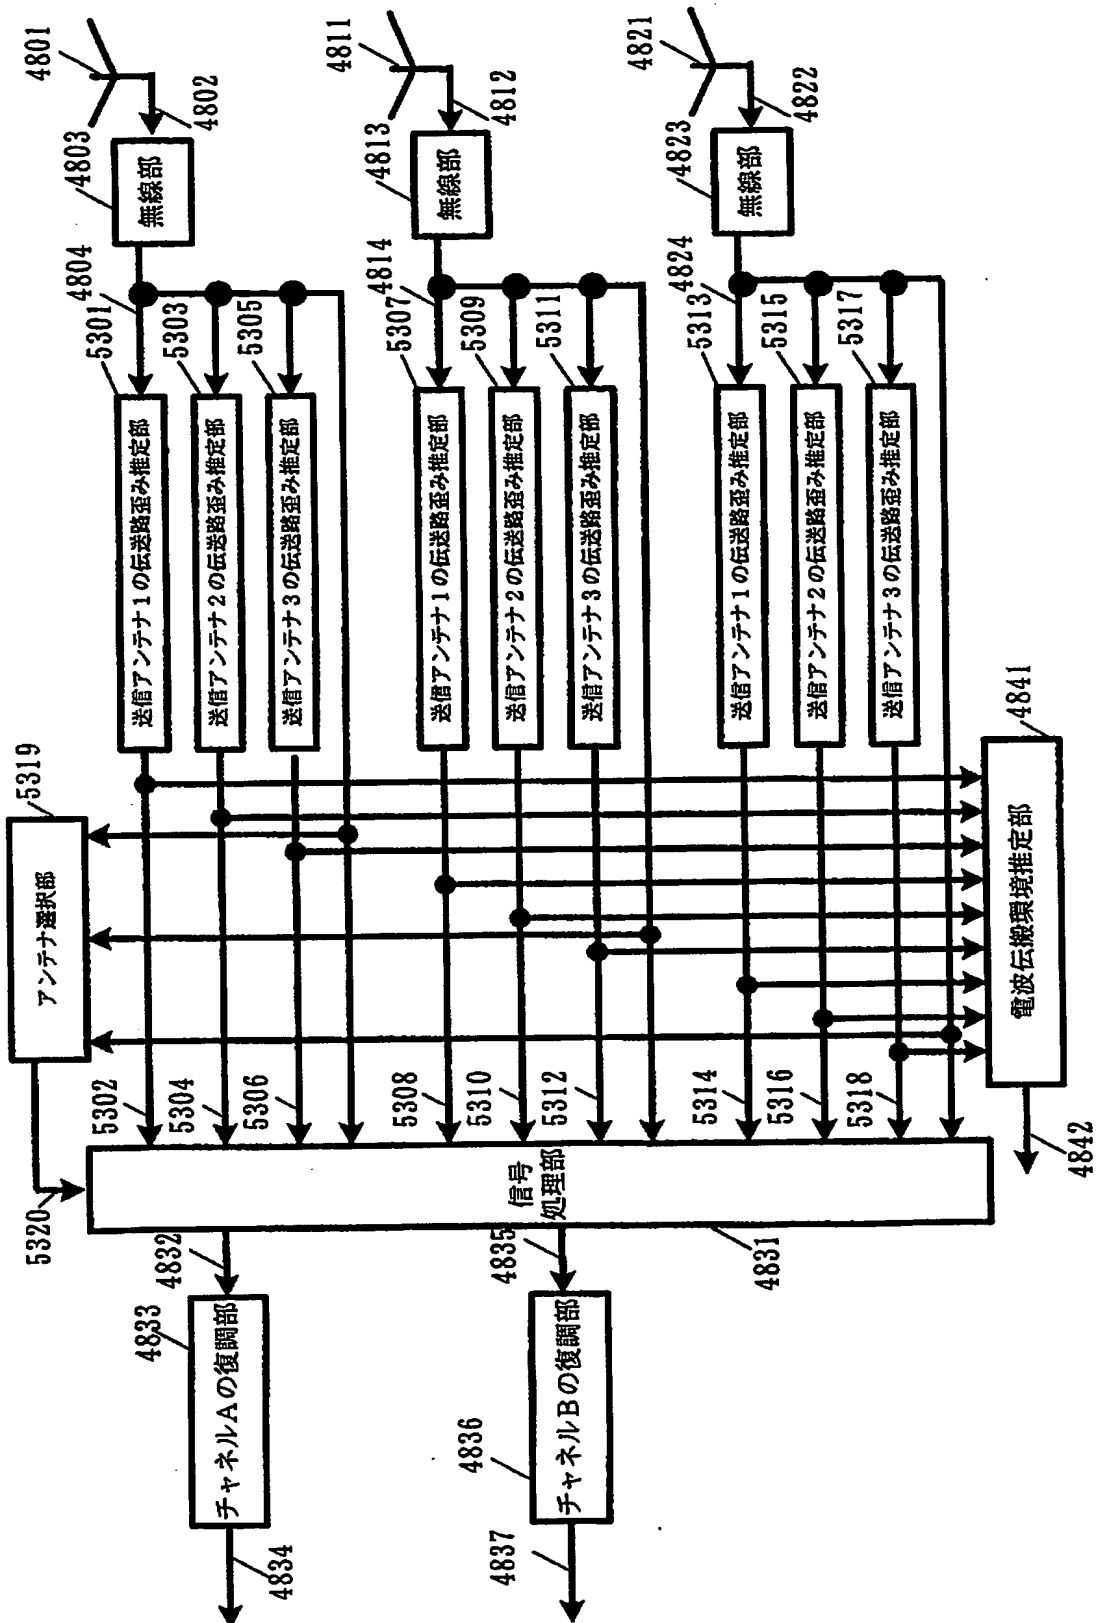 4801
4802
4803
無線部
4804
5301
送信アンテナ1の伝送路歪み推定部
5303
送信アンテナ2の伝送路歪み推定部
5305
送信アンテナ3の伝送路歪み推定部
5302
5304
5306
4811
4812
4813
無線部
4814
5307
送信アンテナ1の伝送路歪み推定部
5309
送信アンテナ2の伝送路歪み推定部
5311
送信アンテナ3の伝送路歪み推定部
5308
5310
5312
4821
4822
4823
無線部
4824
5313
送信アンテナ1の伝送路歪み推定部
5315
送信アンテナ2の伝送路歪み推定部
5317
送信アンテナ3の伝送路歪み推定部
5314
5316
5318
5319
アンテナ選択部
5320
4841
電波伝搬環境推定部
4842
信号
処理部
4831
4832
4833
チャネルAの復調部
4834
4835
4836
チャネルBの復調部
4837